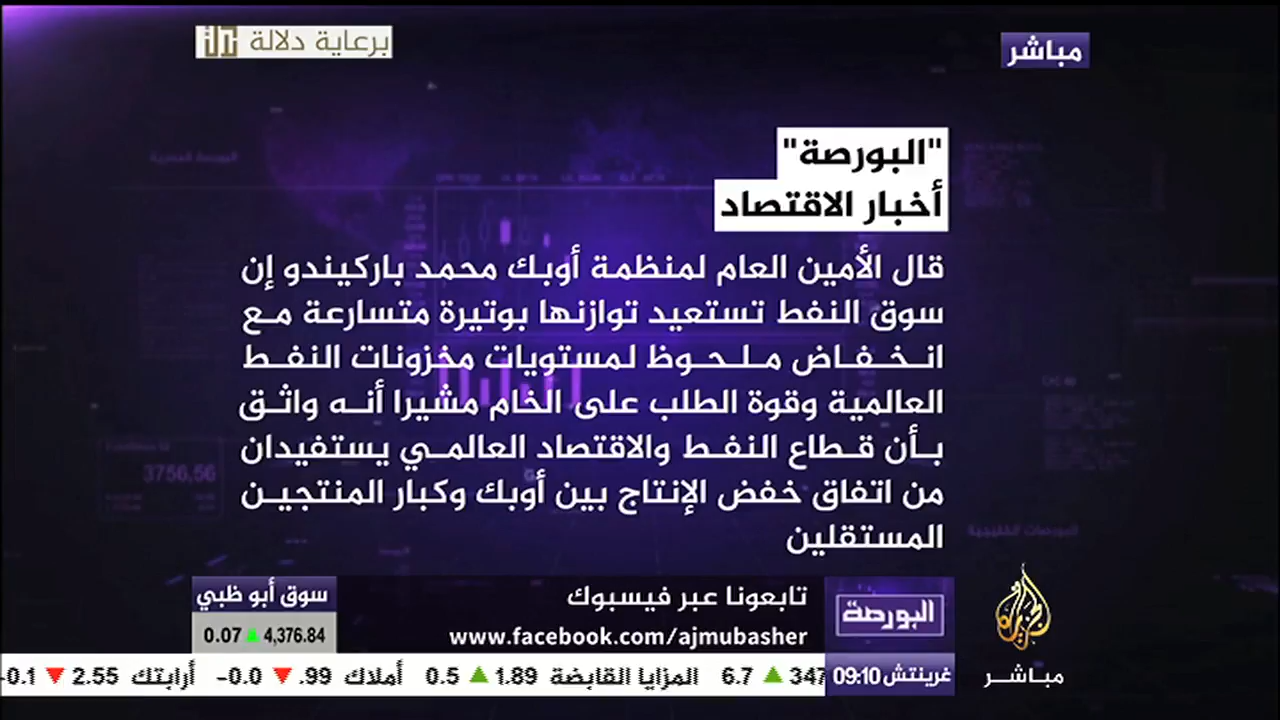 برعاية دلالة
مباشر
"البورصة"
أخبار الاقتصاد
قال الأمين العام لمنظمة أوبك محمد باركيندو إن
سوق النفط تستعيد توازنها بوتيرة متسارعة مع
انخفاض ملحوظ لمستويات مخزونات النفط
العالمية وقوة الطلب على الخام مشيرا أنه واثق
بأن قطاع النفط والاقتصاد العالمي يستفيدان
من اتفاق خفض الإنتاج بين أوبك وكبار المنتجين
المستقلين
سوق أبو ظبي
0.07 ▲ 4,376.84
تابعونا عبر فيسبوك
www.facebook.com/ajmubasher
البورصة
الجزيرة
مباشر
غرينتش 09:10
347 ▲ 6.7 المزايا القابضة 1.89 ▲ 0.5 أملاك .99 ▼ -0.0 أرابتك 2.55 ▼ -0.1
3756.56